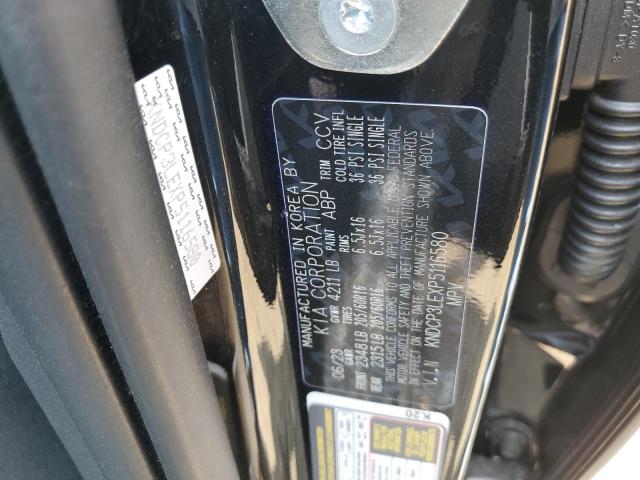 MANUFACTURED IN KOREA BY
KIA CORPORATION
06/23 GVWR 4211 LB PAINT ABP TRIM CCV
GAWR TIRES RIMS COLD TIRE INFL
FRONT 2348LB 205/60R16 6.5Jx16 36 PSI SINGLE
REAR 2315LB 205/60R16 6.5Jx16 36 PSI SINGLE
THIS VEHICLE CONFORMS TO ALL APPLICABLE US FEDERAL
MOTOR VEHICLE SAFETY AND THEFT PREVENTION STANDARDS
IN EFFECT ON THE DATE OF MANUFACTURE SHOWN ABOVE.
V.I.N KNDCP3LEXP5116580
MPV
KNDCP3LEXP5116580
K20